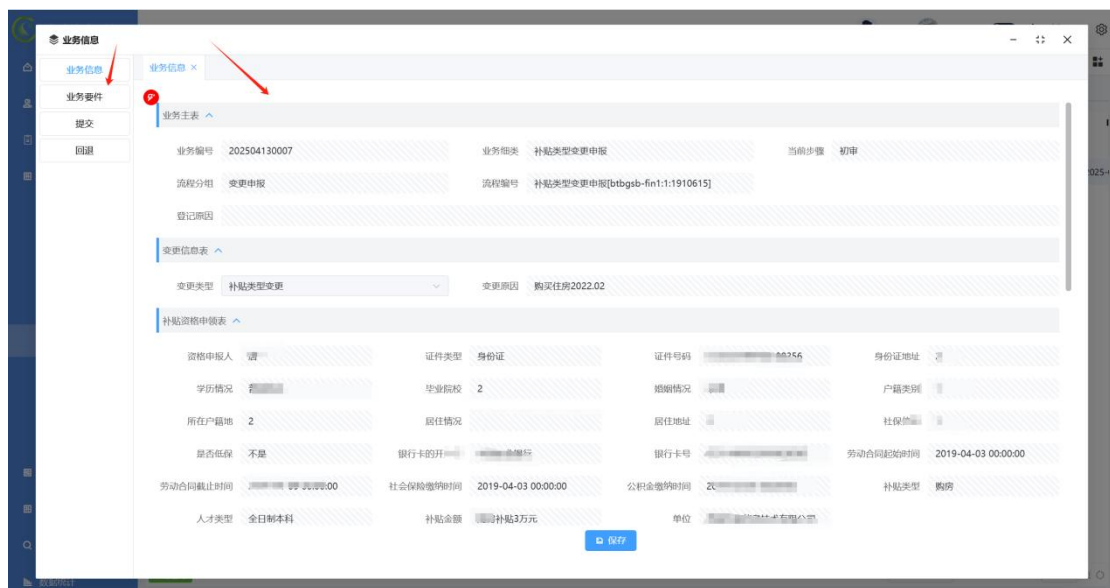 业务信息
业务信息
业务要件
提交
回退
业务信息 ×
业务主表
业务编号 202504130007 业务细类 补贴类型变更申报 当前步骤 初审
流程分组 变更申报 流程编号 补贴类型变更申报[btbgsb-fin1:1:1910615]
登记原因
变更信息表
变更类型 补贴类型变更 变更原因 购买住房2022.02
补贴资格申领表
资格申报人 证件类型 身份证 证件号码 身份证地址
学历情况 毕业院校 2 婚姻情况 户籍类别
所在户籍地 2 居住情况 居住地址 社保
是否低保 不是 银行卡的开 银行卡号 劳动合同起始时间 2019-04-03 00:00:00
劳动合同截止时间 :00 社会保险缴纳时间 2019-04-03 00:00:00 公积金缴纳时间 补贴类型 购房
人才类型 全日制本科 补贴金额 补贴3万元 单位
保存
数据统计